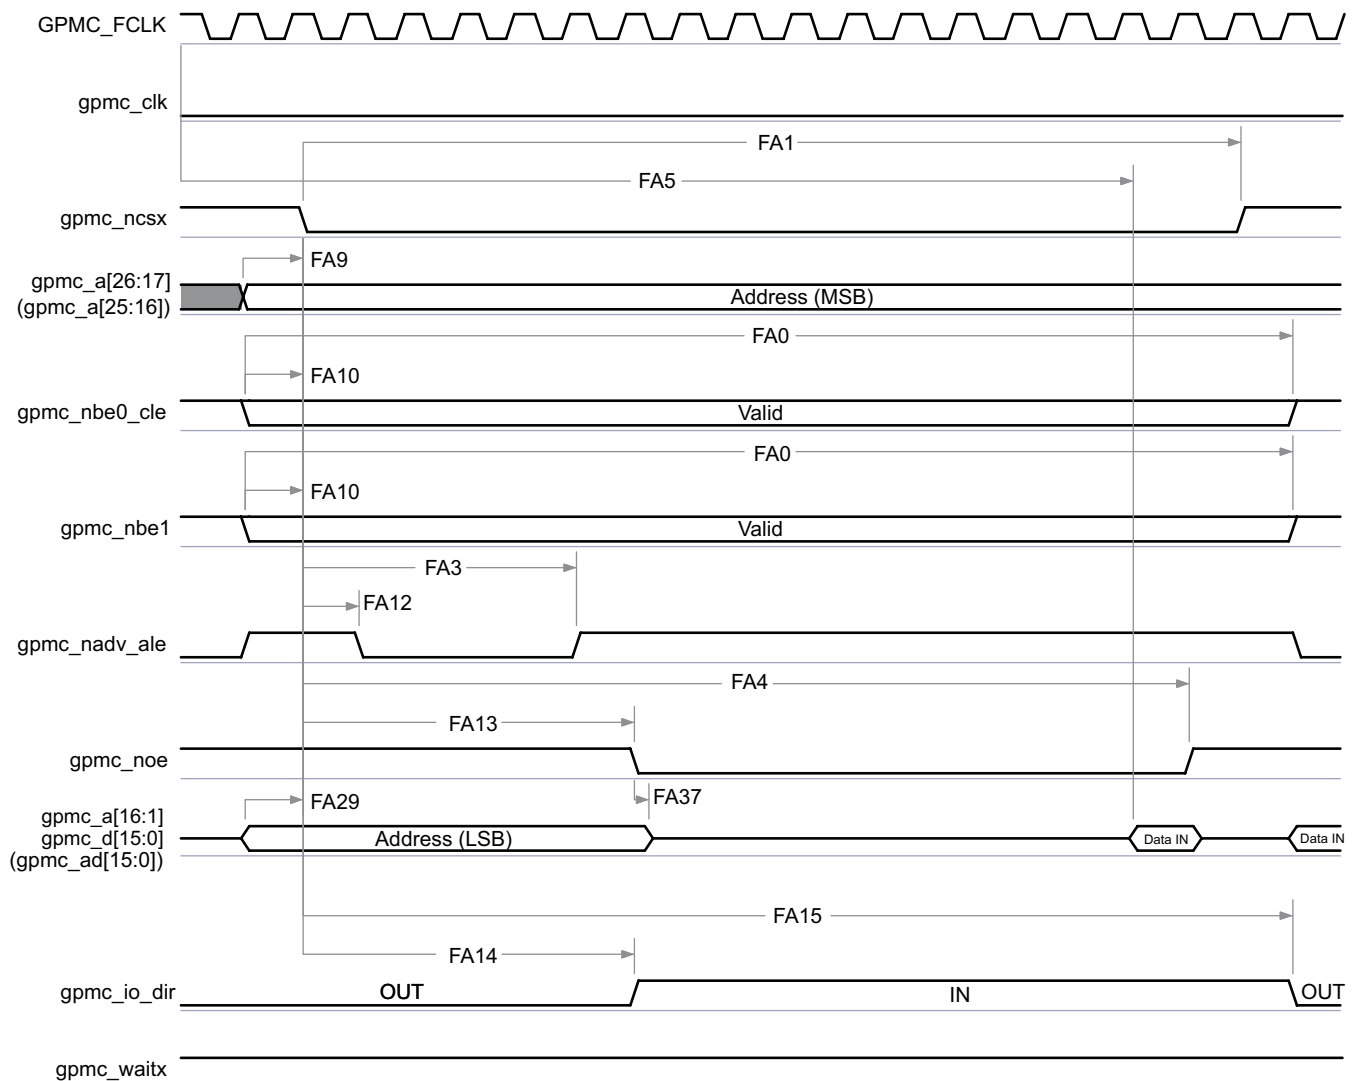 GPMC_FCLK
gpmc_clk
FA1
FA5
gpmc_ncsx
FA9
gpmc_a[26:17]
(gpmc_a[25:16])
Address (MSB)
FA0
FA10
gpmc_nbe0_cle
Valid
FA0
FA10
gpmc_nbe1
Valid
FA3
FA12
gpmc_nadv_ale
FA4
FA13
gpmc_noe
FA37
FA29
gpmc_a[16:1]
gpmc_d[15:0]
(gpmc_ad[15:0])
Address (LSB)
Data IN
Data IN
FA15
FA14
gpmc_io_dir
OUT
IN
OUT
gpmc_waitx